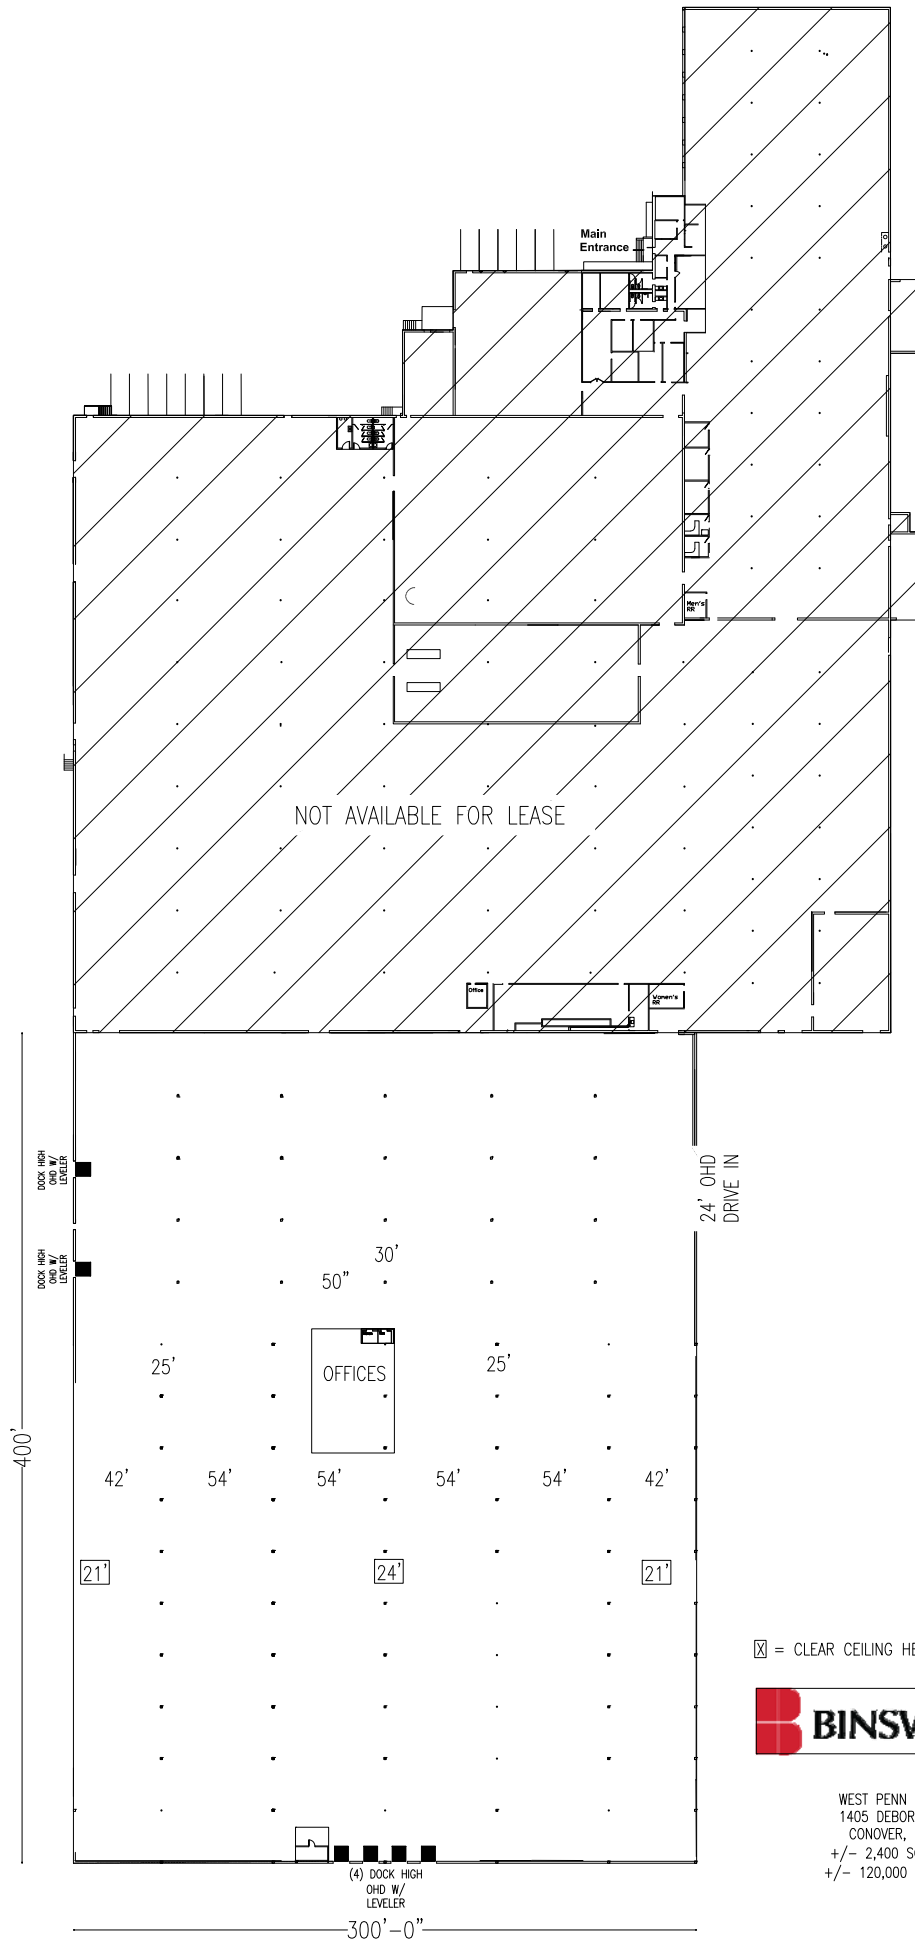 Main
Entrance
Men's
RR
NOT AVAILABLE FOR LEASE
Office
Women's
RR
DOCK HIGH
OHD W/
LEVELER
24' OHD
DRIVE IN
DOCK HIGH
OHD W/
LEVELER
30'
50"
25'
OFFICES
25'
400'
42'
54'
54'
54'
54'
42'
21'
24'
21'
X = CLEAR CEILING HE
BINSW
WEST PENN
1405 DEBOR
CONOVER,
+/- 2,400 S
+/- 120,000
(4) DOCK HIGH
OHD W/
LEVELER
300'-0"